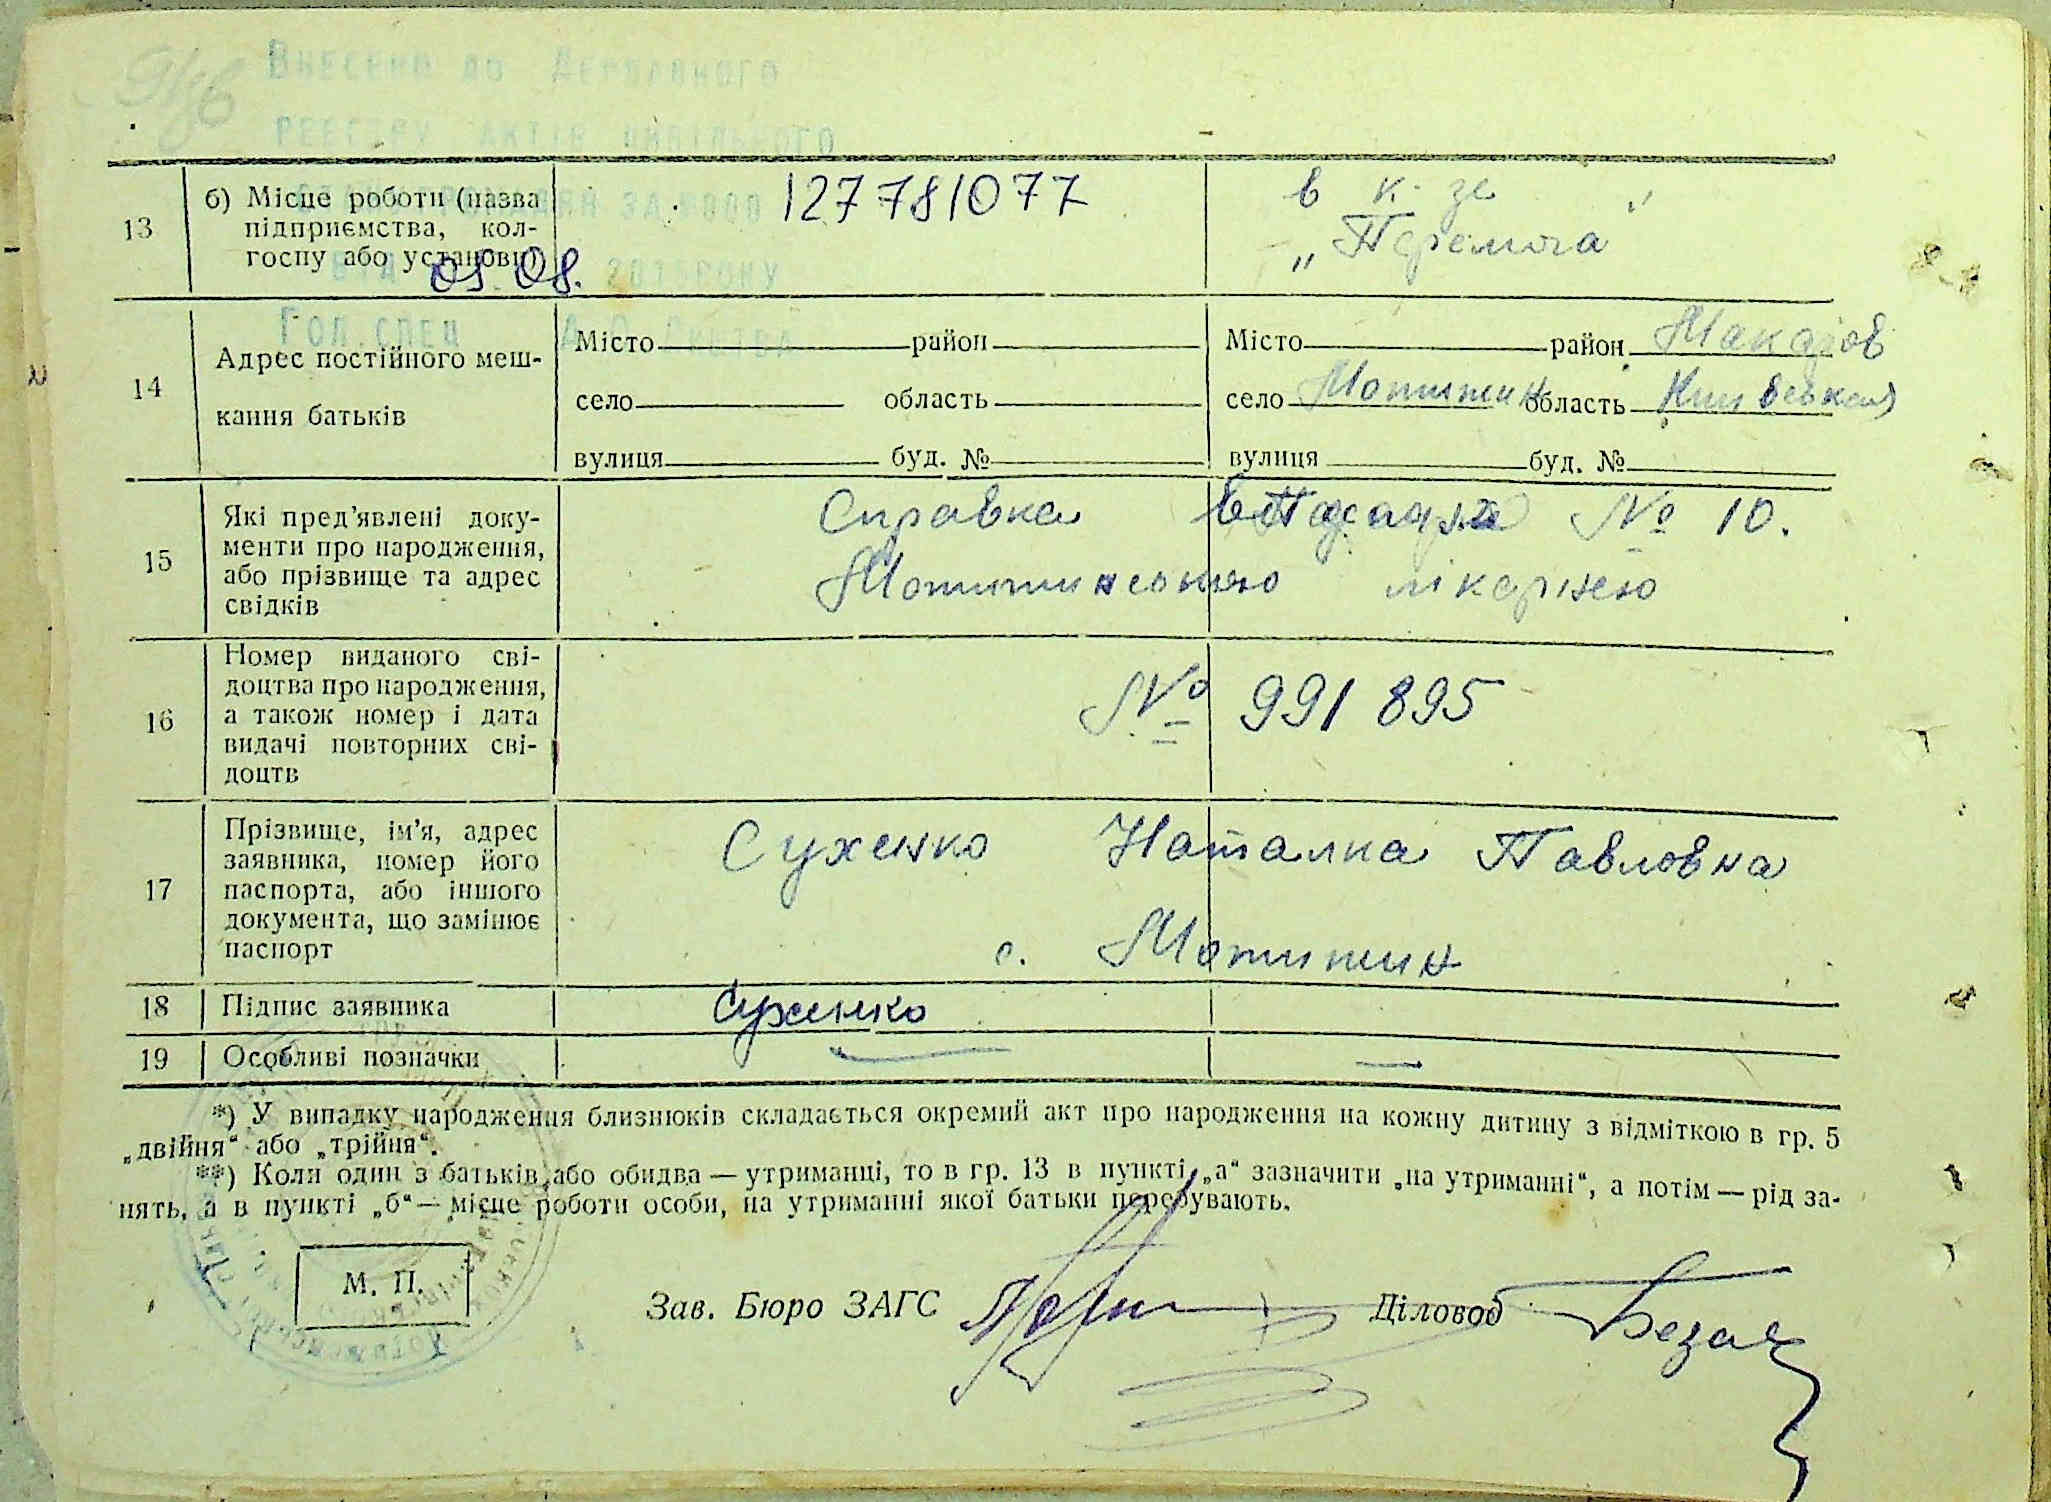 Внесено до Державного
реєстру актів цивільного
13
б) Місце роботи (назва
підприємства, кол-
госпу або установи)
127781077
в к-зе
„Перемога"
05.08.
2015 року
Гол.спец
14
Адрес постійного меш-
кання батьків
Місто район
село область
вулиця буд. №
Місто район Макаров
село Мотижин область Київська
вулиця буд. №
15
Які пред'явлені доку-
менти про народження,
або прізвище та адрес
свідків
Справка № 10.
Мотижинською лікарнею
16
Номер виданого сві-
доцтва про народження,
а також номер і дата
видачі повторних сві-
доцтв
№ 991895
17
Прізвище, ім'я, адрес
заявника, номер його
паспорта, або іншого
документа, що замінює
паспорт
Сухенко Наталка Павловна
с. Мотижин
18 Підпис заявника Сухенко
19 Особливі позначки —
*) У випадку народження близнюків складається окремий акт про народження на кожну дитину з відміткою в гр. 5
„двійня" або „трійня".
**) Коли один з батьків або обидва — утриманці, то в гр. 13 в пункті „а" зазначити „на утриманні", а потім — рід за-
нять, а в пункті „б" — місце роботи особи, на утриманні якої батьки перебувають.
М. П.
Зав. Бюро ЗАГС Діловод